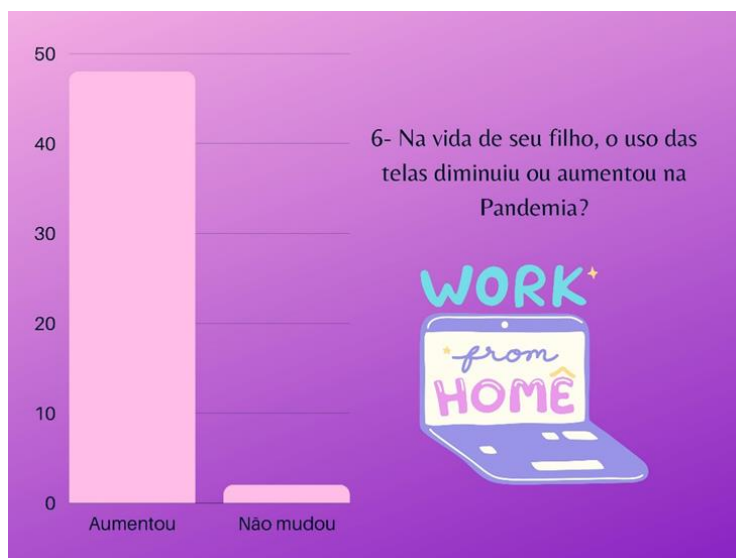 50
40
30
20
10
0
Aumentou
Não mudou
6- Na vida de seu filho, o uso das
telas diminuiu ou aumentou na
Pandemia?
WORK
from
HOMÊ